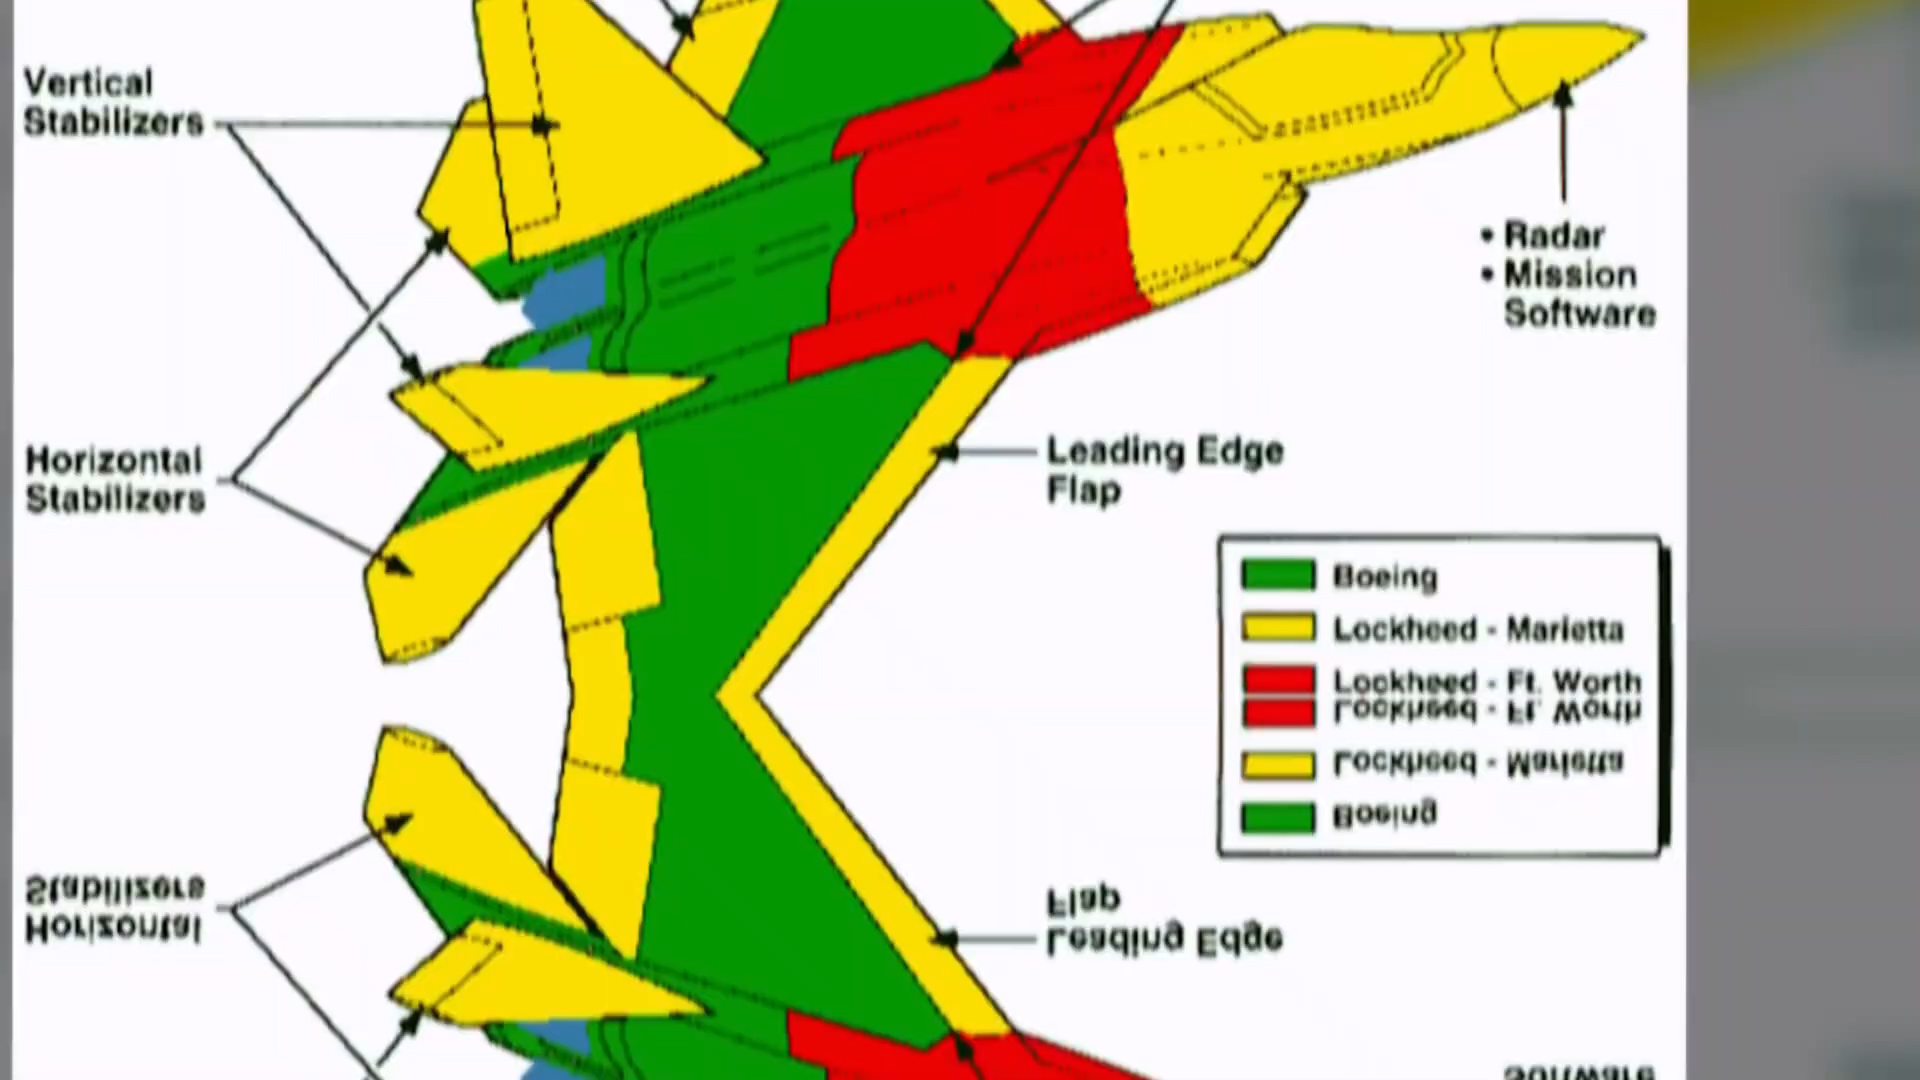 Vertical
Stabilizers
• Radar
• Mission
Software
Horizontal
Stabilizers
Leading Edge
Flap
Boeing
Lockheed - Marietta
Lockheed - Ft. Worth
Lockheed - Ft. Worth
Lockheed - Marietta
Boeing
Flap
Leading Edge
Stabilizers
Horizontal
Software